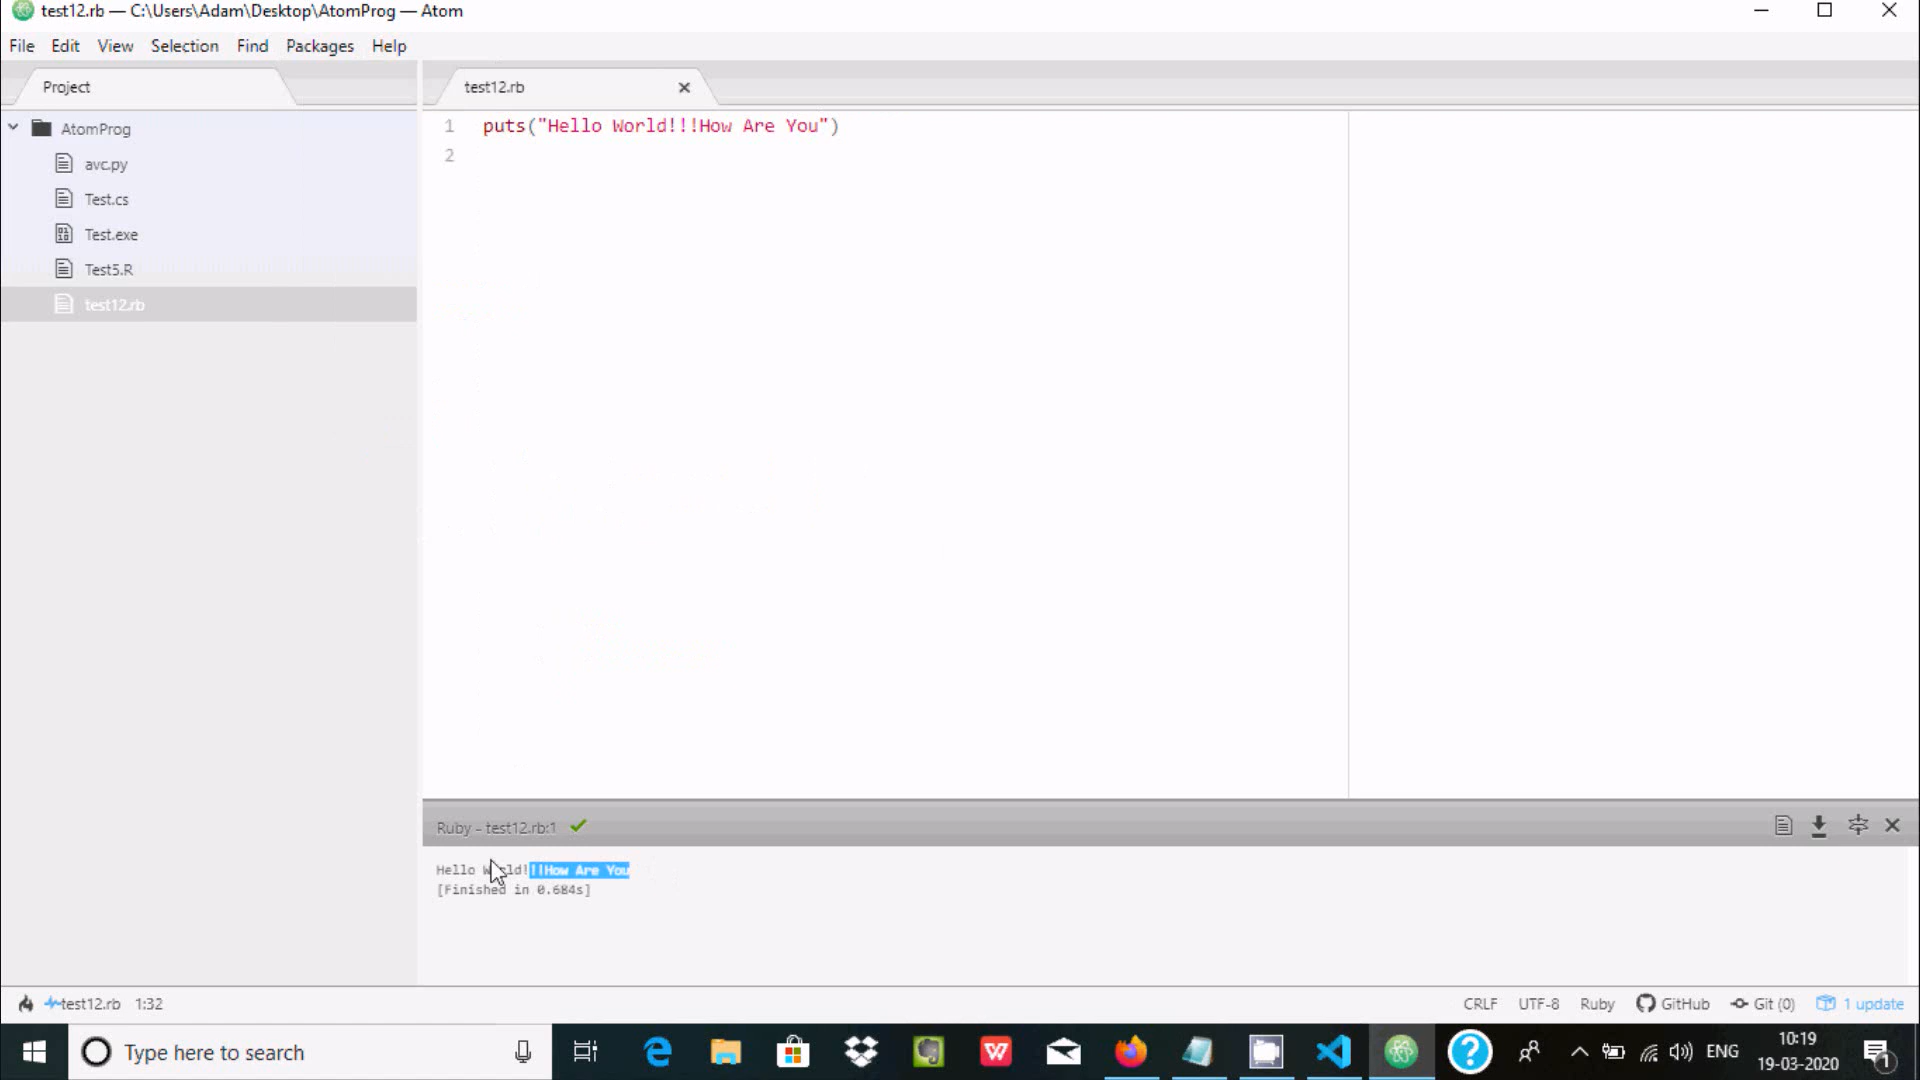 test12.rb — C:\Users\Adam\Desktop\AtomProg — Atom
File Edit View Selection Find Packages Help
Project
test12.rb
AtomProg
avc.py
Test.cs
Test.exe
Test5.R
test12.rb
1 puts("Hello World!!!How Are You")
2
Ruby - test12.rb:1
Hello World!!!How Are You
[Finished in 0.684s]
test12.rb 1:32
CRLF UTF-8 Ruby GitHub Git (0) 1 update
Type here to search
ENG
10:19
19-03-2020
1